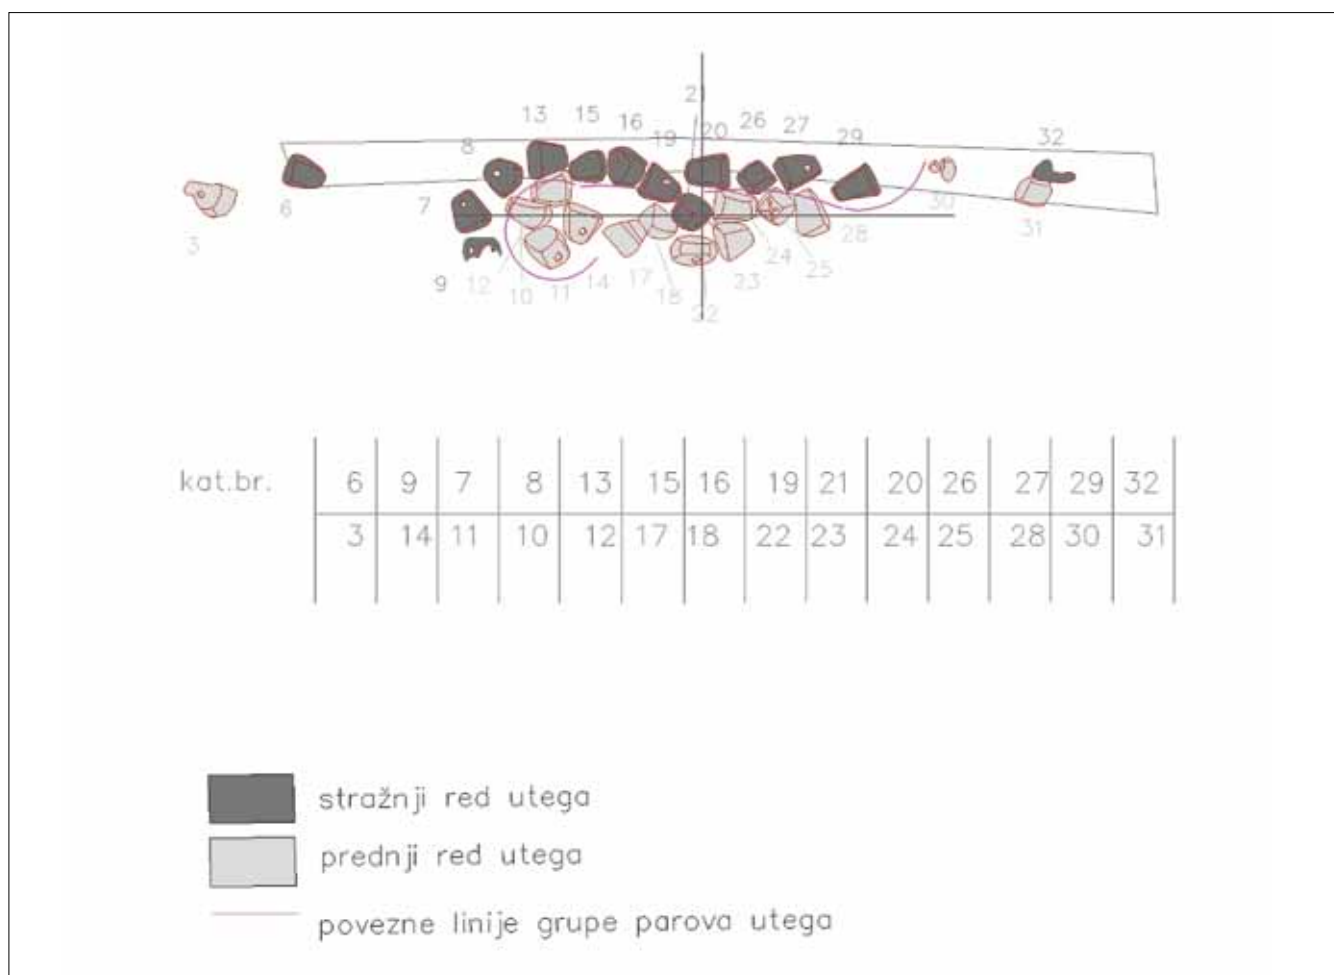 21
13 15 16 19 20 26 27 29 32
8
6 7 30
3 28
9 12 10 11 14 17 18 23 24 25 31
22
kat.br. 6 9 7 8 13 15 16 19 21 20 26 27 29 32
3 14 11 10 12 17 18 22 23 24 25 28 30 31
stražnji red utega
prednji red utega
povezne linije grupe parova utega